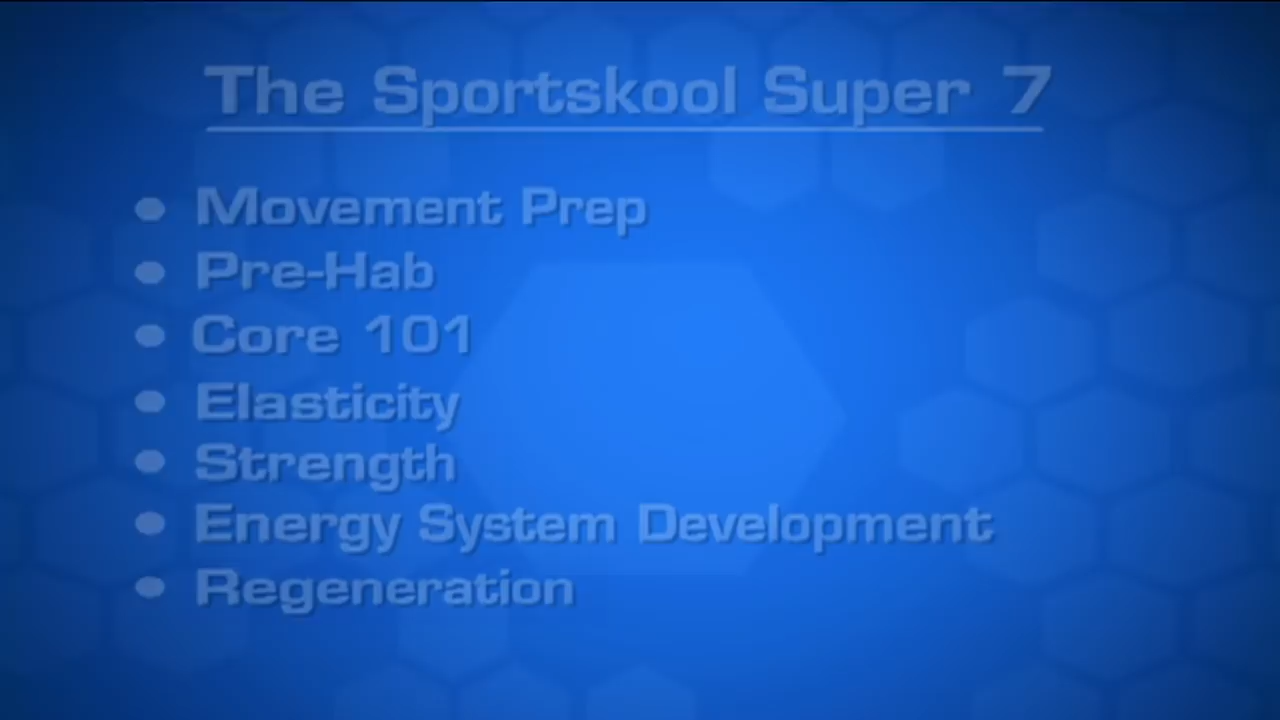 The Sportskool Super 7
• Movement Prep
• Pre-Hab
• Core 101
• Elasticity
• Strength
• Energy System Development
• Regeneration